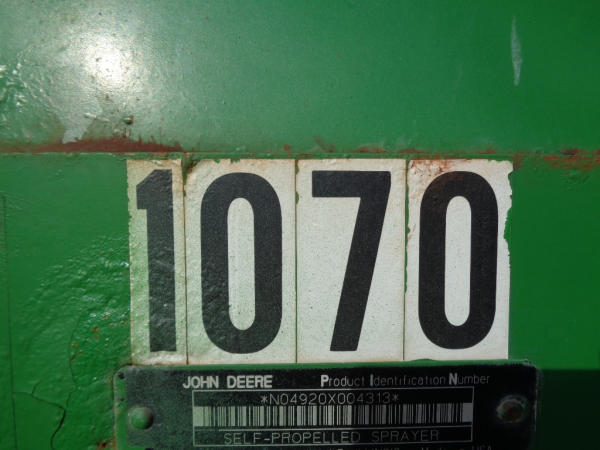 1070
JOHN DEERE Product Identification Number
*N04920X004313*
SELF-PROPELLED SPRAYER